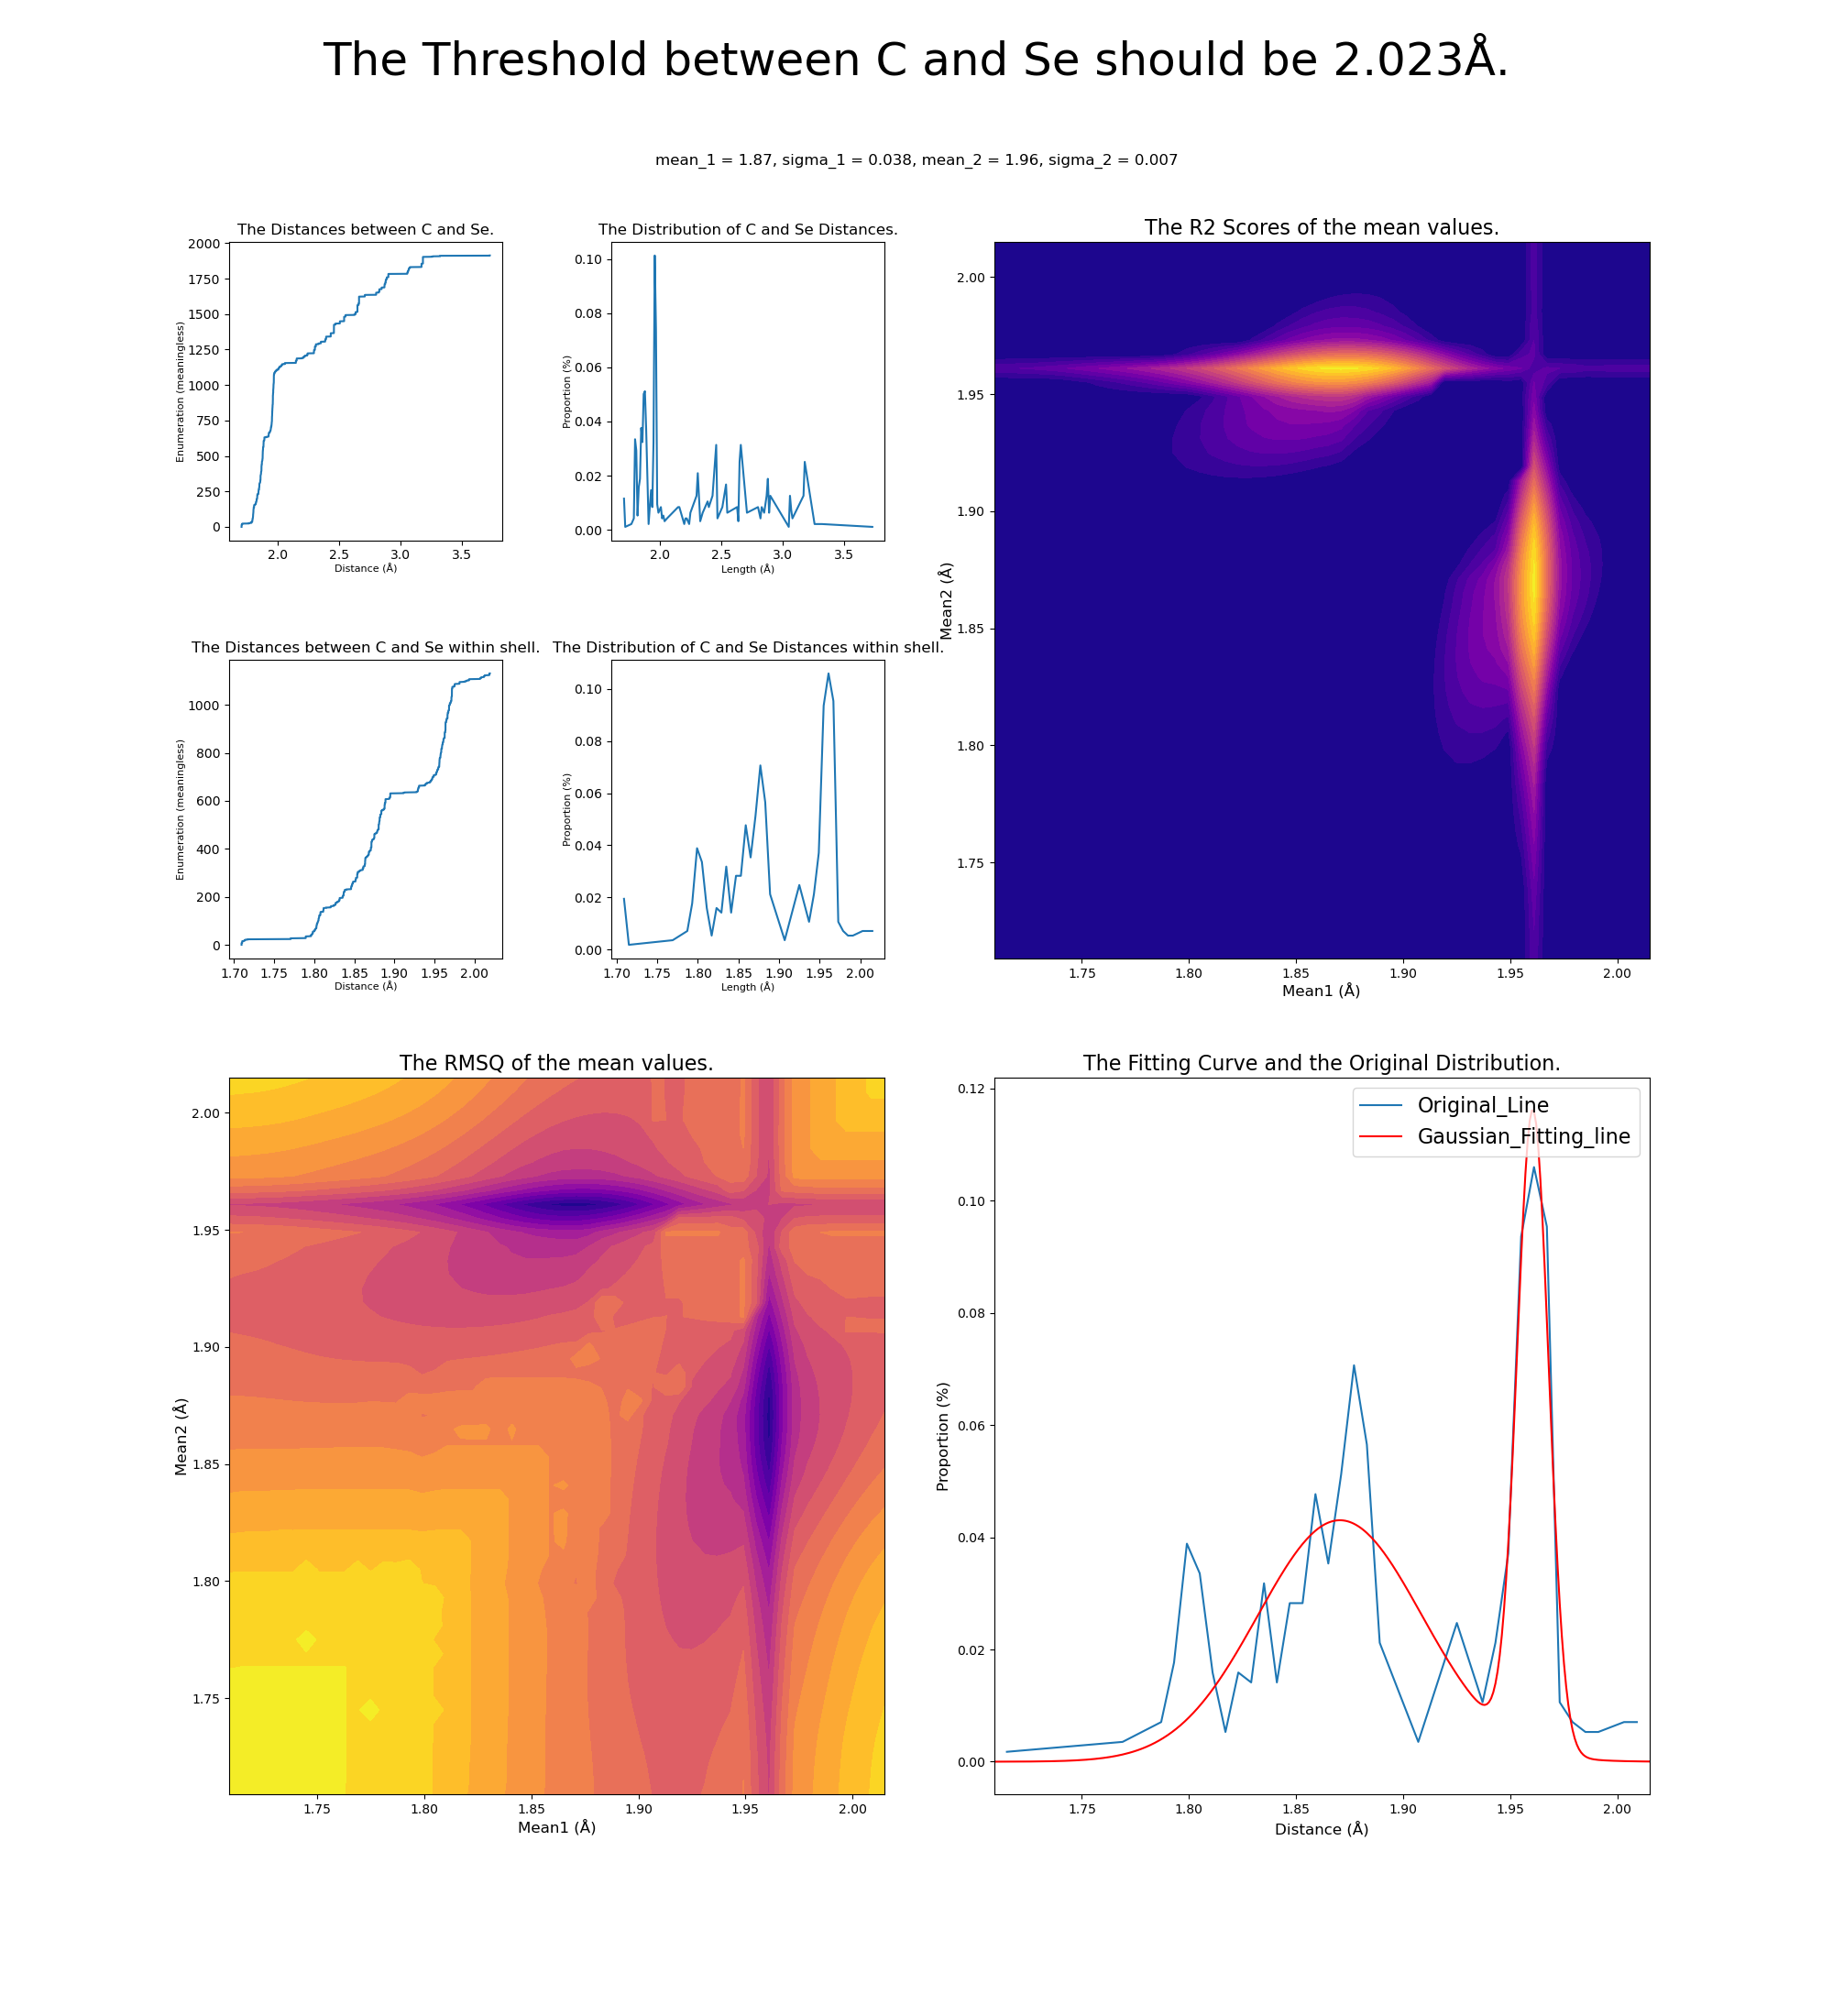 The Threshold between C and Se should be 2.023Å.
mean_1 = 1.87, sigma_1 = 0.038, mean_2 = 1.96, sigma_2 = 0.007
The Distances between C and Se.
2000
1750
1500
1250
1000
750
500
250
0
Enumeration (meaningless)
2.0 2.5 3.0 3.5
Distance (Å)
The Distribution of C and Se Distances.
0.10
0.08
0.06
0.04
0.02
0.00
Proportion (%)
2.0 2.5 3.0 3.5
Length (Å)
The R2 Scores of the mean values.
2.00
1.95
1.90
1.85
1.80
1.75
Mean2 (Å)
1.75 1.80 1.85 1.90 1.95 2.00
Mean1 (Å)
The Distances between C and Se within shell.
1000
800
600
400
200
0
Enumeration (meaningless)
1.70 1.75 1.80 1.85 1.90 1.95 2.00
Distance (Å)
The Distribution of C and Se Distances within shell.
0.10
0.08
0.06
0.04
0.02
0.00
Proportion (%)
1.70 1.75 1.80 1.85 1.90 1.95 2.00
Length (Å)
The RMSQ of the mean values.
2.00
1.95
1.90
1.85
1.80
1.75
Mean2 (Å)
1.75 1.80 1.85 1.90 1.95 2.00
Mean1 (Å)
The Fitting Curve and the Original Distribution.
Original_Line
Gaussian_Fitting_line
0.12
0.10
0.08
0.06
0.04
0.02
0.00
Proportion (%)
1.75 1.80 1.85 1.90 1.95 2.00
Distance (Å)